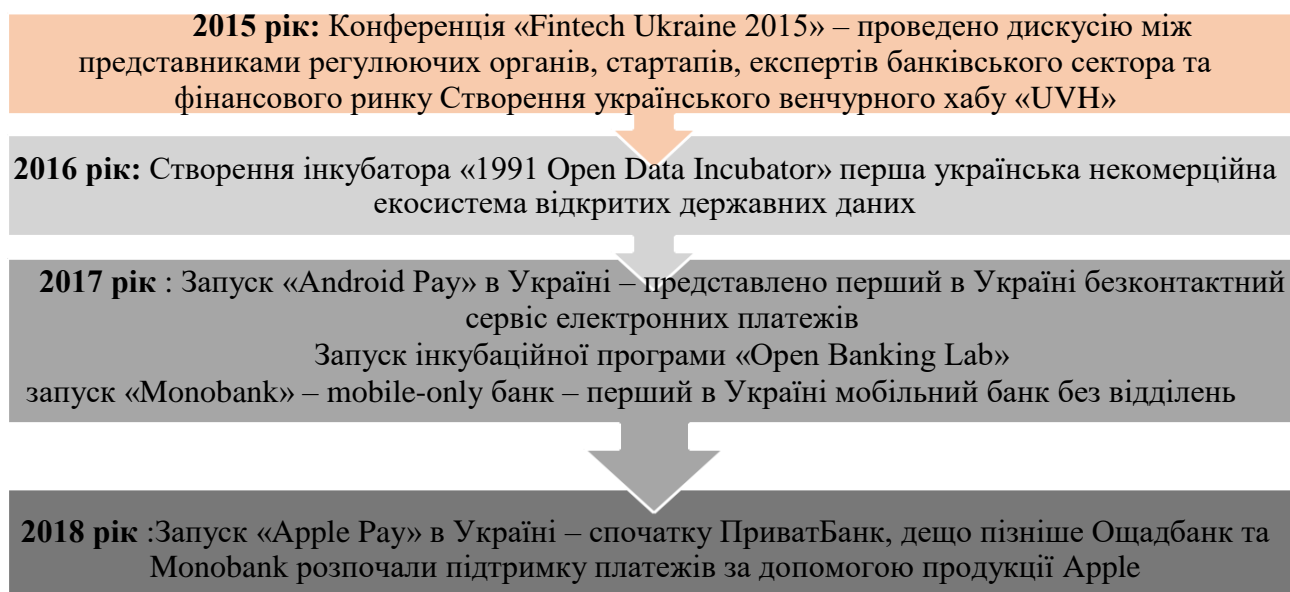 2015 рік: Конференція «Fintech Ukraine 2015» – проведено дискусію між
представниками регулюючих органів, стартапів, експертів банківського сектора та
фінансового ринку Створення українського венчурного хабу «UVH»
2016 рік: Створення інкубатора «1991 Open Data Incubator» перша українська некомерційна
екосистема відкритих державних даних
2017 рік : Запуск «Android Pay» в Україні – представлено перший в Україні безконтактний
сервіс електронних платежів
Запуск інкубаційної програми «Open Banking Lab»
запуск «Monobank» – mobile-only банк – перший в Україні мобільний банк без відділень
2018 рік :Запуск «Apple Pay» в Україні – спочатку ПриватБанк, дещо пізніше Ощадбанк та
Monobank розпочали підтримку платежів за допомогою продукції Apple